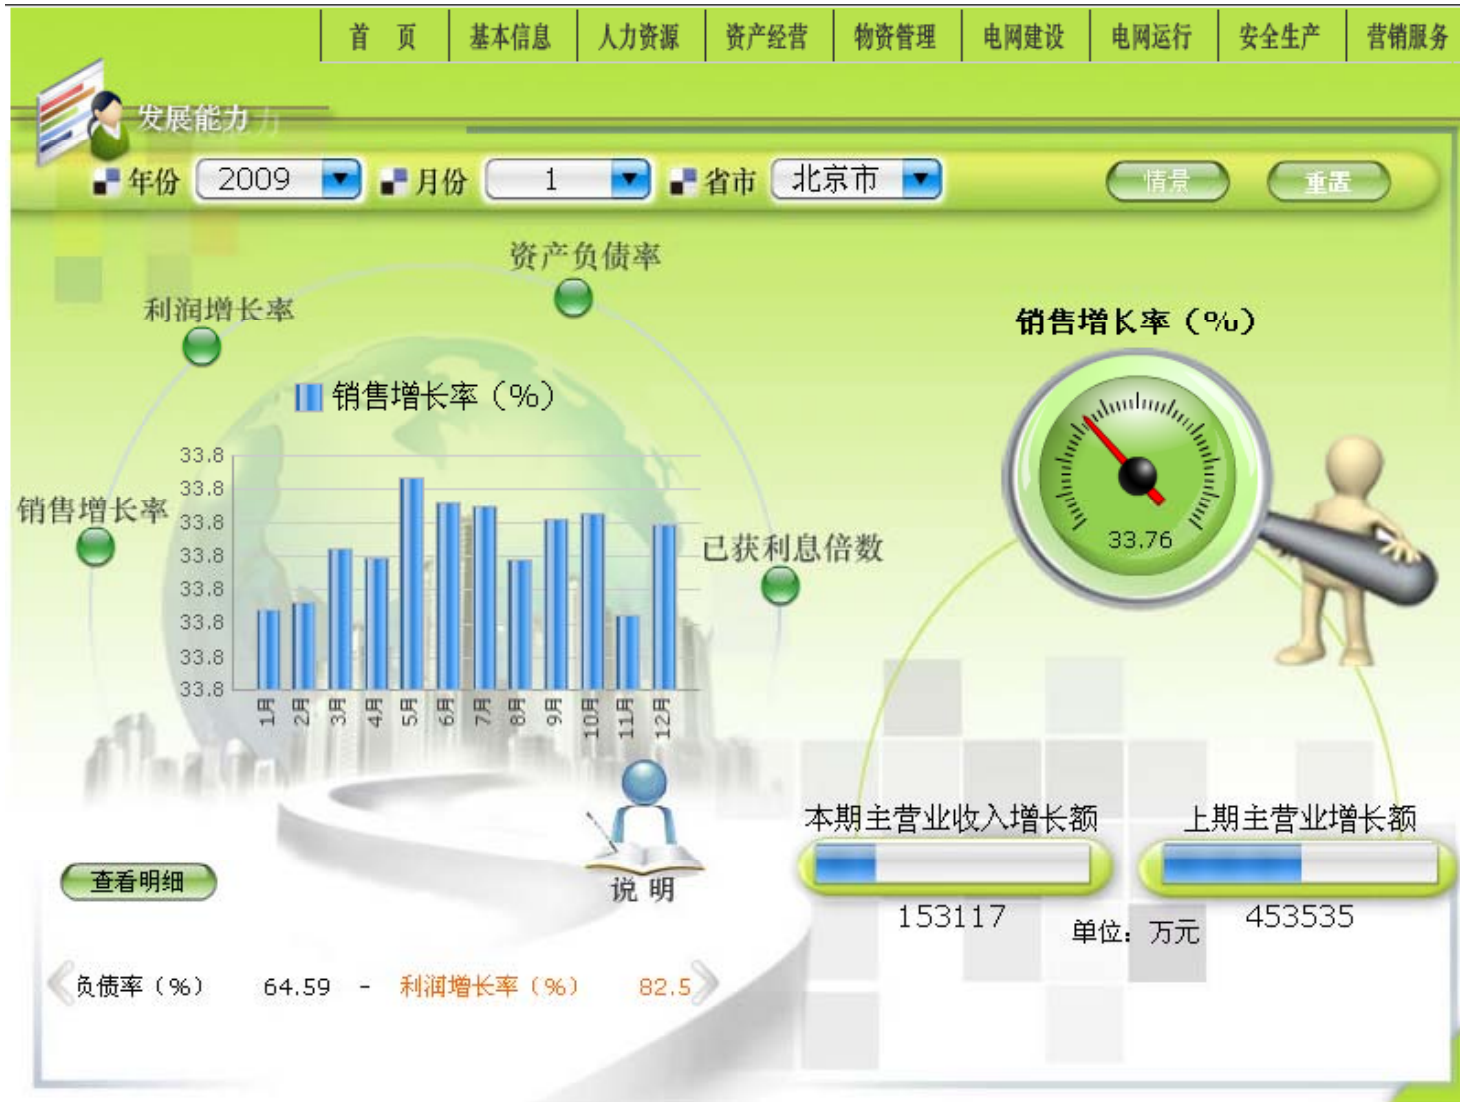 首 页 基本信息 人力资源 资产经营 物资管理 电网建设 电网运行 安全生产 营销服务
发展能力
年份 2009 月份 1 省市 北京市 情景 重置
资产负债率
利润增长率
销售增长率
已获利息倍数
销售增长率（%）
33.8
33.8
33.8
33.8
33.8
33.8
33.8
33.8
1月 2月 3月 4月 5月 6月 7月 8月 9月 10月 11月 12月
销售增长率（%）
33.76
说 明
查看明细
负债率（%） 64.59 - 利润增长率（%） 82.5
本期主营业收入增长额 上期主营业增长额
153117 单位：万元 453535